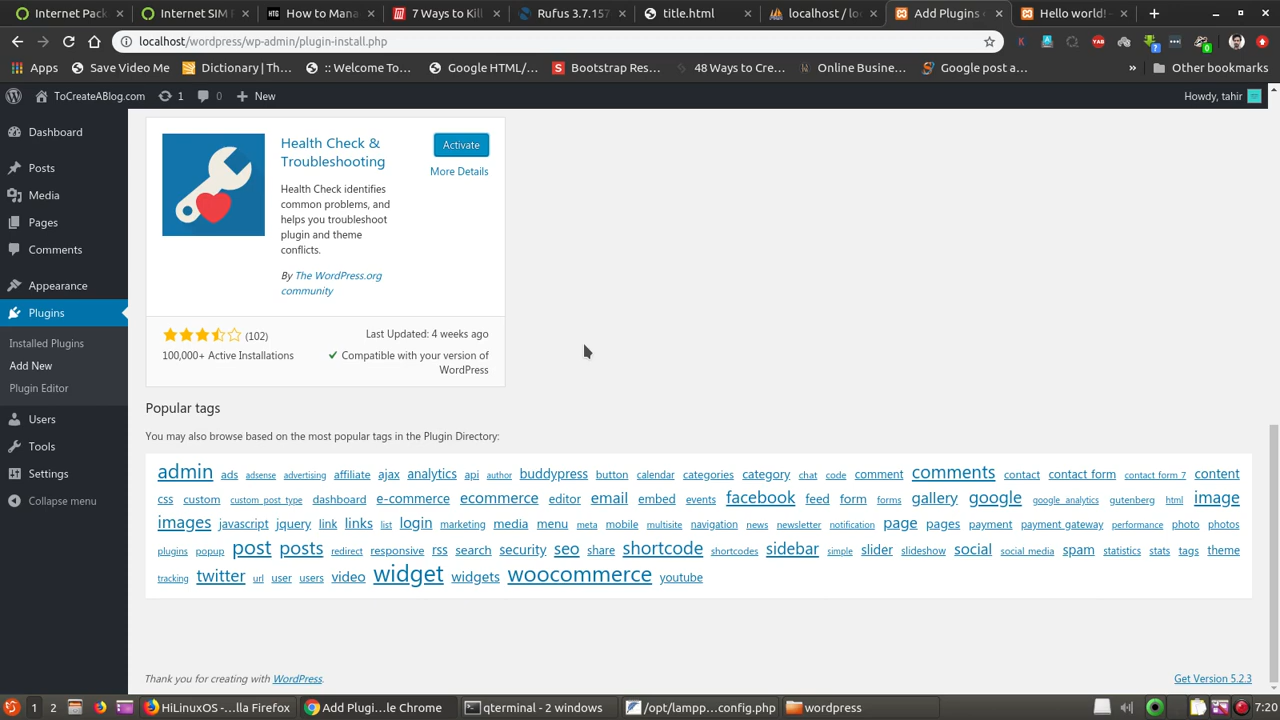 Internet Pack
Internet SIM F
How to Mana
7 Ways to Kill
Rufus 3.7.157
title.html
localhost / loc
Add Plugins
Hello world! –
localhost/wordpress/wp-admin/plugin-install.php
Apps
Save Video Me
Dictionary | Th...
:: Welcome To...
Google HTML/...
Bootstrap Res...
48 Ways to Cre...
Online Busine...
Google post a...
»
Other bookmarks
ToCreateABlog.com
1
0
New
Howdy, tahir
Dashboard
Posts
Media
Pages
Comments
Appearance
Plugins
Installed Plugins
Add New
Plugin Editor
Users
Tools
Settings
Collapse menu
Health Check &
Troubleshooting
Activate
More Details
Health Check identifies
common problems, and
helps you troubleshoot
plugin and theme
conflicts.
By The WordPress.org
community
(102)
Last Updated: 4 weeks ago
100,000+ Active Installations
Compatible with your version of
WordPress
Popular tags
You may also browse based on the most popular tags in the Plugin Directory:
admin ads adsense advertising affiliate ajax analytics api author buddypress button calendar categories category chat code comment comments contact contact form contact form 7 content
css custom custom post type dashboard e-commerce ecommerce editor email embed events facebook feed form forms gallery google google analytics gutenberg html image
images javascript jquery link links list login marketing media menu meta mobile multisite navigation news newsletter notification page pages payment payment gateway performance photo photos
plugins popup post posts redirect responsive rss search security seo share shortcode shortcodes sidebar simple slider slideshow social social media spam statistics stats tags theme
tracking twitter url user users video widget widgets woocommerce youtube
Thank you for creating with WordPress.
Get Version 5.2.3
1
2
HiLinuxOS -...lla Firefox
Add Plugin...le Chrome
qterminal - 2 windows
/opt/lampp...config.php
wordpress
7:20